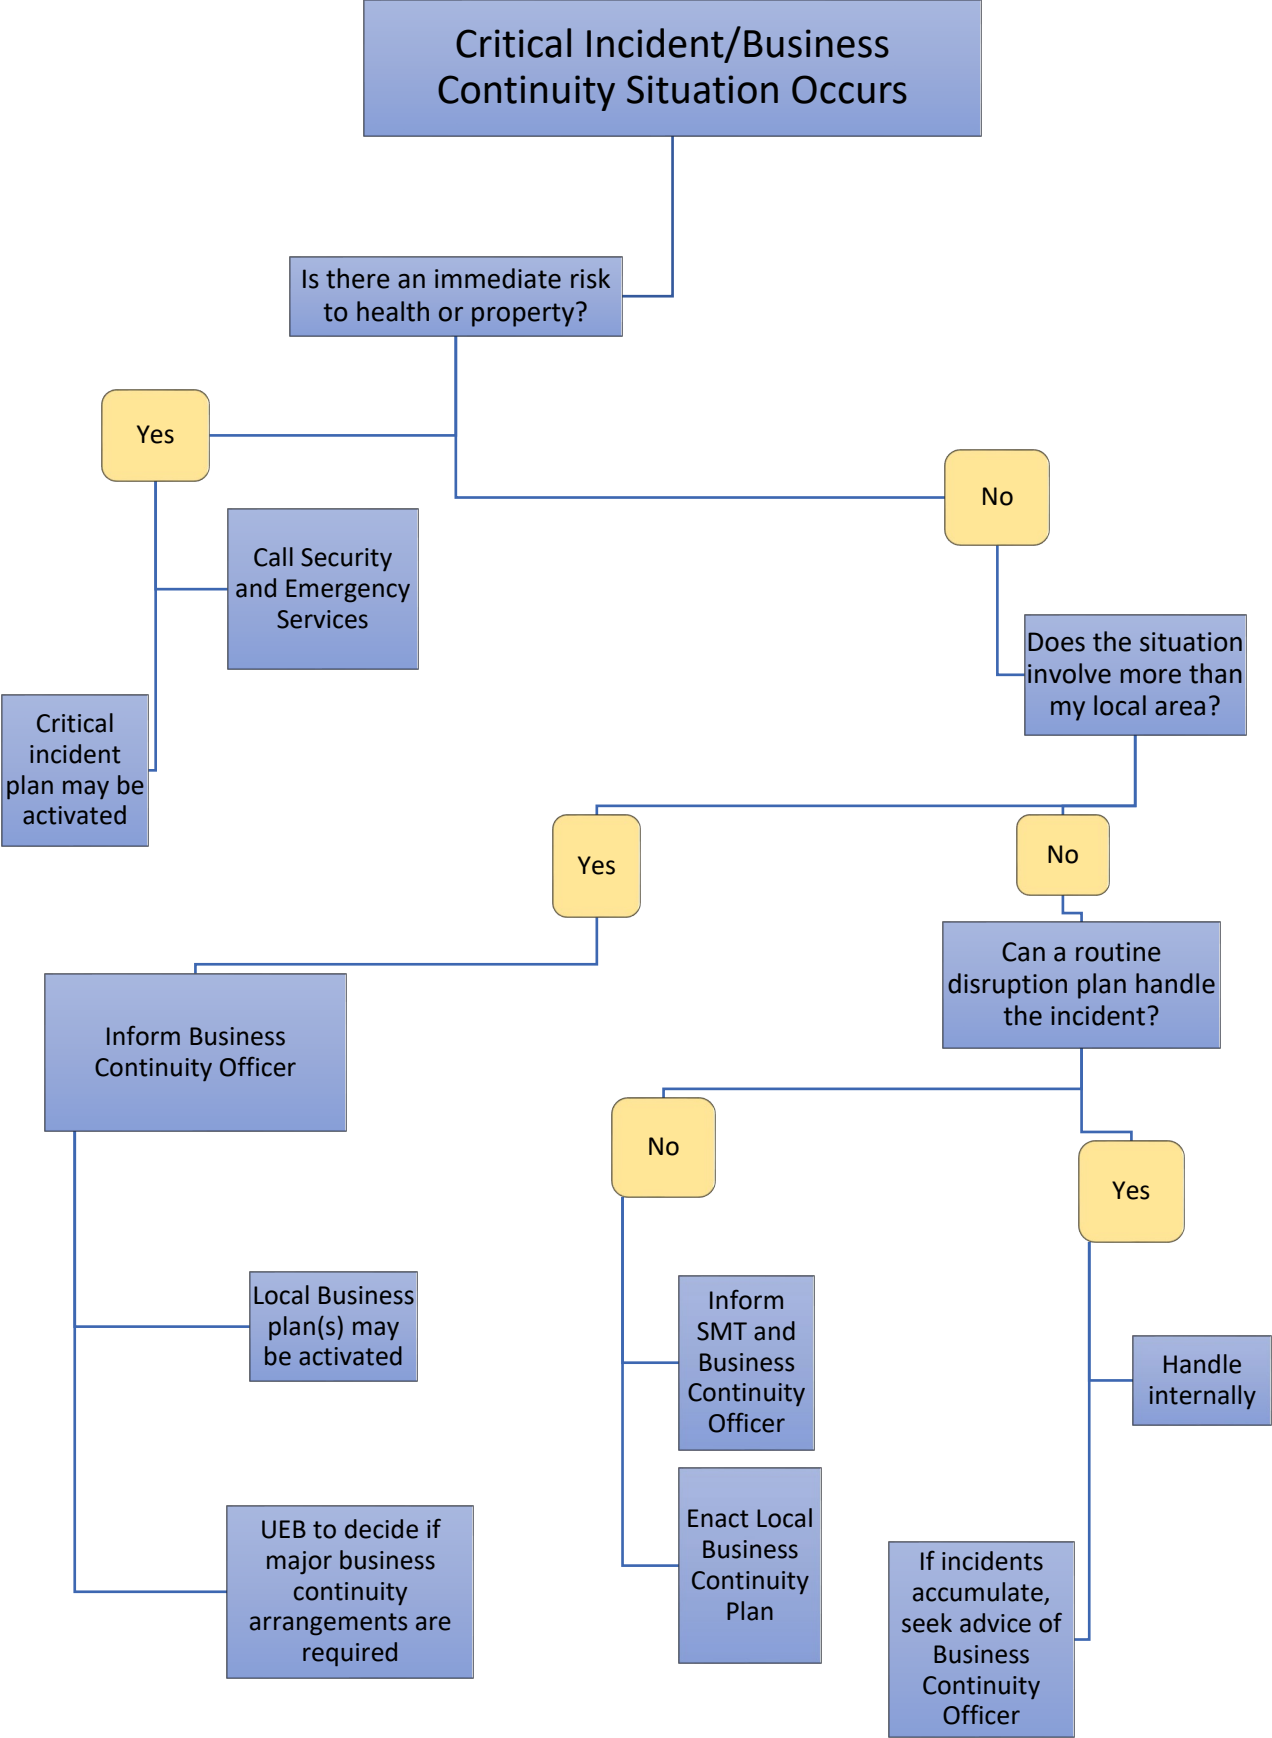 Critical Incident/Business
Continuity Situation Occurs
Is there an immediate risk
to health or property?
Yes
No
Call Security
and Emergency
Services
Critical
incident
plan may be
activated
Does the situation
involve more than
my local area?
Yes
No
Can a routine
disruption plan handle
the incident?
Inform Business
Continuity Officer
No
Yes
Local Business
plan(s) may
be activated
Inform
SMT and
Business
Continuity
Officer
Handle
internally
UEB to decide if
major business
continuity
arrangements are
required
Enact Local
Business
Continuity
Plan
If incidents
accumulate,
seek advice of
Business
Continuity
Officer